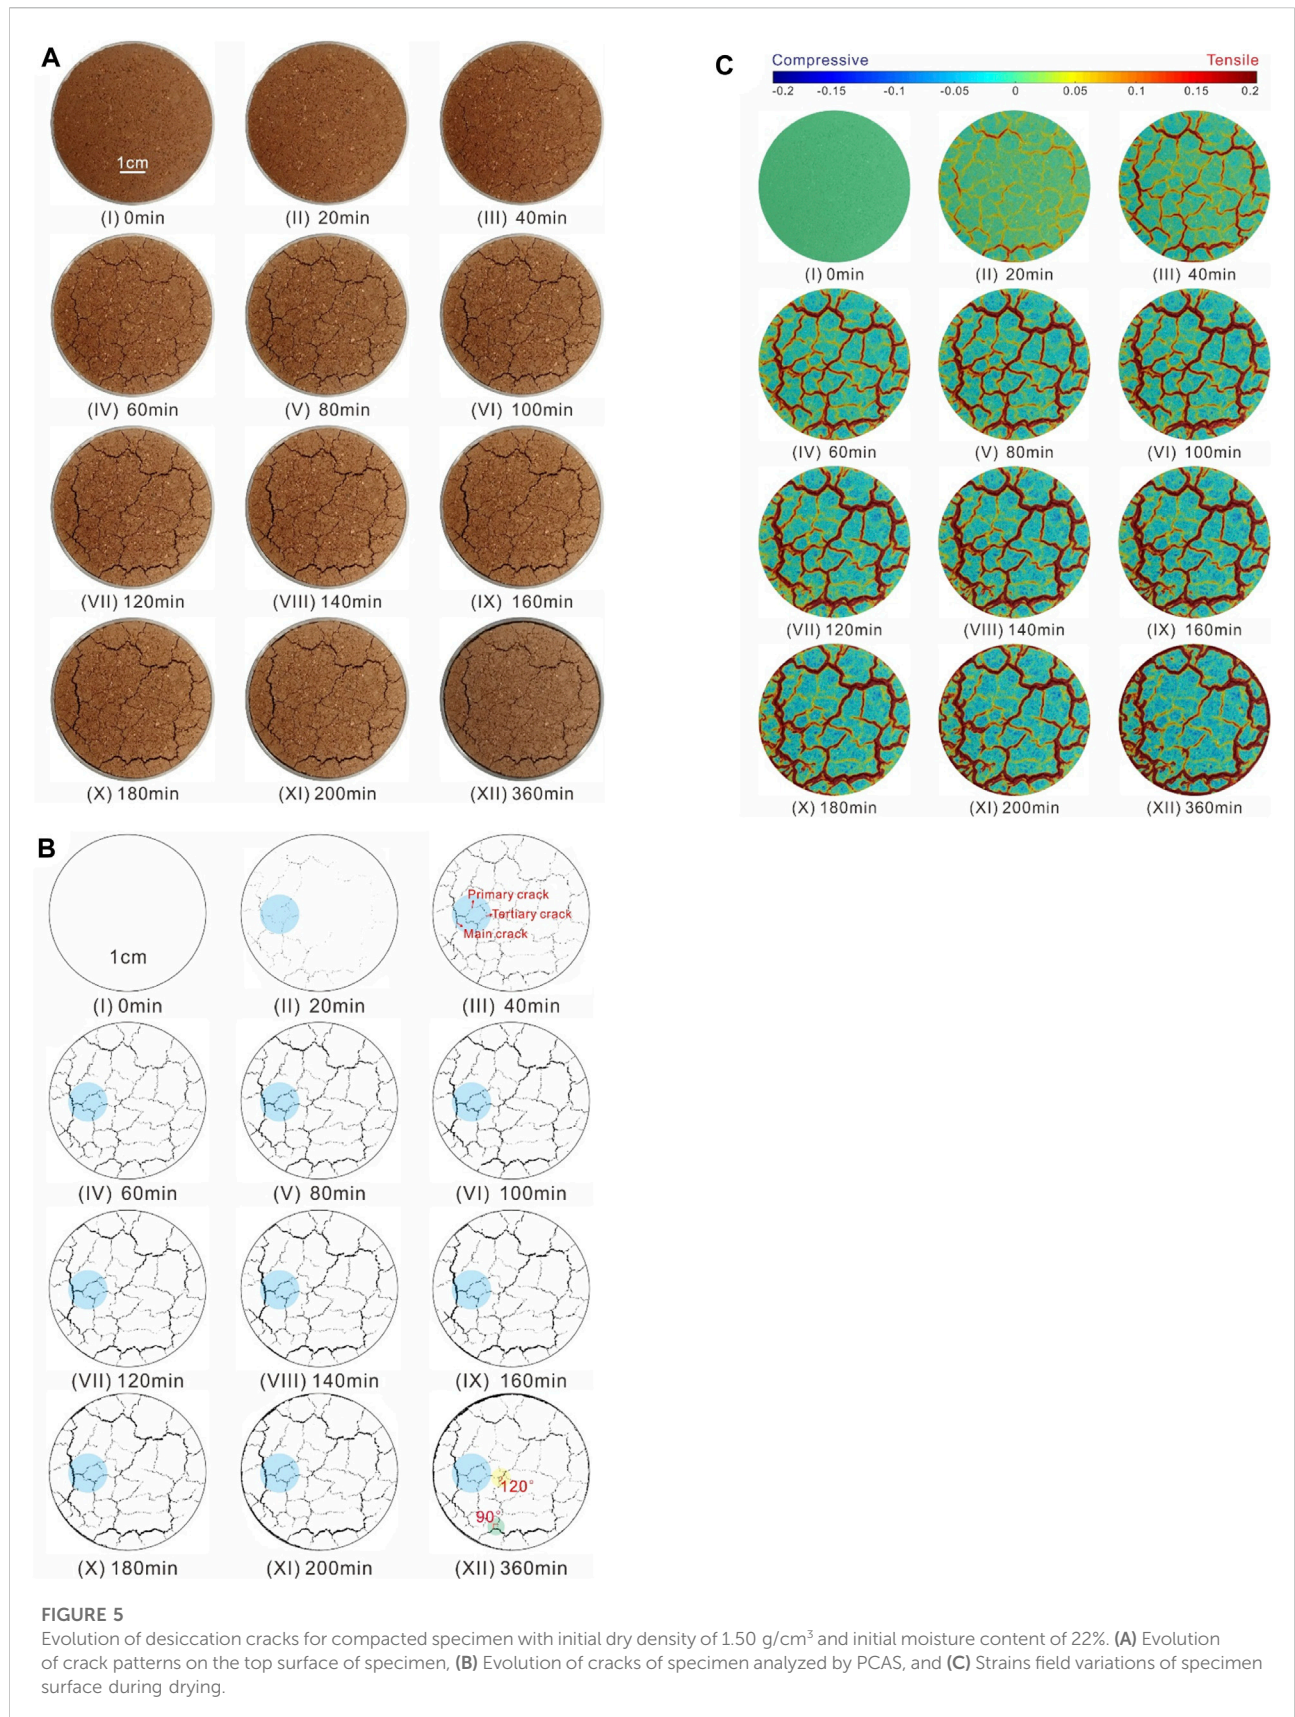 A
1cm
(I) 0min
(II) 20min
(III) 40min
(IV) 60min
(V) 80min
(VI) 100min
(VII) 120min
(VIII) 140min
(IX) 160min
(X) 180min
(XI) 200min
(XII) 360min
C
Compressive
Tensile
-0.2 -0.15 -0.1 -0.05 0 0.05 0.1 0.15 0.2
(I) 0min
(II) 20min
(III) 40min
(IV) 60min
(V) 80min
(VI) 100min
(VII) 120min
(VIII) 140min
(IX) 160min
(X) 180min
(XI) 200min
(XII) 360min
B
1cm
Primary crack
Tertiary crack
Main crack
(I) 0min
(II) 20min
(III) 40min
(IV) 60min
(V) 80min
(VI) 100min
(VII) 120min
(VIII) 140min
(IX) 160min
120°
90°
(X) 180min
(XI) 200min
(XII) 360min
FIGURE 5
Evolution of desiccation cracks for compacted specimen with initial dry density of 1.50 g/cm³ and initial moisture content of 22%. (A) Evolution
of crack patterns on the top surface of specimen, (B) Evolution of cracks of specimen analyzed by PCAS, and (C) Strains field variations of specimen
surface during drying.